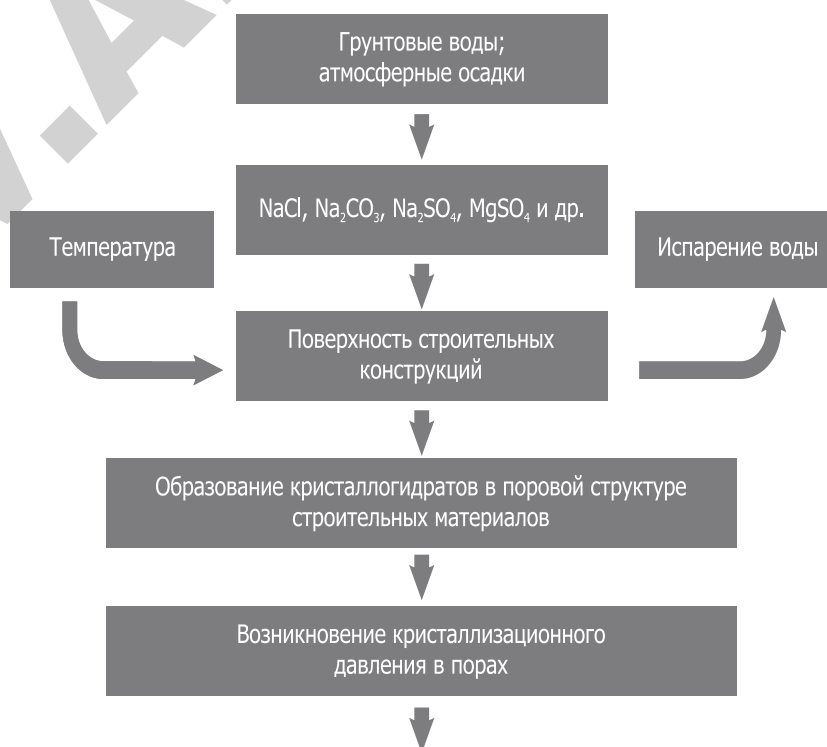 Грунтовые воды;
атмосферные осадки
NaCl, Na₂CO₃, Na₂SO₄, MgSO₄ и др.
Температура
Испарение воды
Поверхность строительных
конструкций
Образование кристаллогидратов в поровой структуре
строительных материалов
Возникновение кристаллизационного
давления в порах